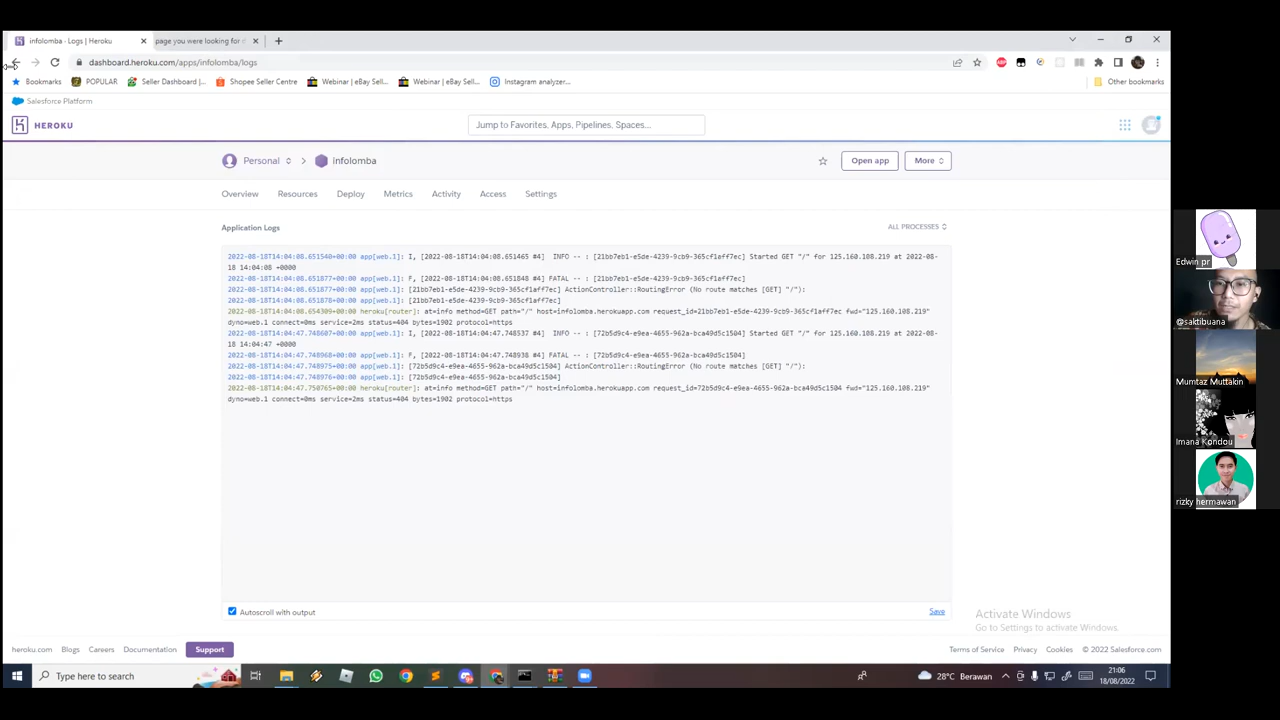 infolomba - Logs | Heroku
page you were looking for d
dashboard.heroku.com/apps/infolomba/logs
Bookmarks
POPULAR
Seller Dashboard |...
Shopee Seller Centre
Webinar | eBay Sell...
Webinar | eBay Sell...
Instagram analyzer...
Other bookmarks
Salesforce Platform
HEROKU
Jump to Favorites, Apps, Pipelines, Spaces...
Personal
infolomba
Open app
More
Overview
Resources
Deploy
Metrics
Activity
Access
Settings
Application Logs
ALL PROCESSES
2022-08-18T14:04:08.651540+00:00 app[web.1]: I, [2022-08-18T14:04:08.651465 #4]  INFO -- : [21bb7eb1-e5de-4239-9cb9-365cf1aff7ec] Started GET "/" for 125.160.108.219 at 2022-08-
18 14:04:08 +0000
2022-08-18T14:04:08.651877+00:00 app[web.1]: F, [2022-08-18T14:04:08.651848 #4] FATAL -- : [21bb7eb1-e5de-4239-9cb9-365cf1aff7ec]
2022-08-18T14:04:08.651878+00:00 app[web.1]: [21bb7eb1-e5de-4239-9cb9-365cf1aff7ec] ActionController::RoutingError (No route matches [GET] "/"):
2022-08-18T14:04:08.651878+00:00 app[web.1]: [21bb7eb1-e5de-4239-9cb9-365cf1aff7ec]
2022-08-18T14:04:08.654309+00:00 heroku[router]: at=info method=GET path="/" host=infolomba.herokuapp.com request_id=21bb7eb1-e5de-4239-9cb9-365cf1aff7ec fwd="125.160.108.219"
dyno=web.1 connect=0ms service=2ms status=404 bytes=1902 protocol=https
2022-08-18T14:04:47.748607+00:00 app[web.1]: I, [2022-08-18T14:04:47.748537 #4]  INFO -- : [72b5d9c4-e9ea-4655-962a-bca49d5c1504] Started GET "/" for 125.160.108.219 at 2022-08-
18 14:04:47 +0000
2022-08-18T14:04:47.748968+00:00 app[web.1]: F, [2022-08-18T14:04:47.748938 #4] FATAL -- : [72b5d9c4-e9ea-4655-962a-bca49d5c1504]
2022-08-18T14:04:47.748975+00:00 app[web.1]: [72b5d9c4-e9ea-4655-962a-bca49d5c1504] ActionController::RoutingError (No route matches [GET] "/"):
2022-08-18T14:04:47.748976+00:00 app[web.1]: [72b5d9c4-e9ea-4655-962a-bca49d5c1504]
2022-08-18T14:04:47.750765+00:00 heroku[router]: at=info method=GET path="/" host=infolomba.herokuapp.com request_id=72b5d9c4-e9ea-4655-962a-bca49d5c1504 fwd="125.160.108.219"
dyno=web.1 connect=0ms service=2ms status=404 bytes=1902 protocol=https
Autoscroll with output
Save
Activate Windows
Go to Settings to activate Windows.
heroku.com
Blogs
Careers
Documentation
Support
Terms of Service
Privacy
Cookies
© 2022 Salesforce.com
Type here to search
28°C Berawan
21:06
18/08/2022
Edwin pr
@saktibuana
Mumtaz Muttakin
Imana Kondou
rizky hermawan